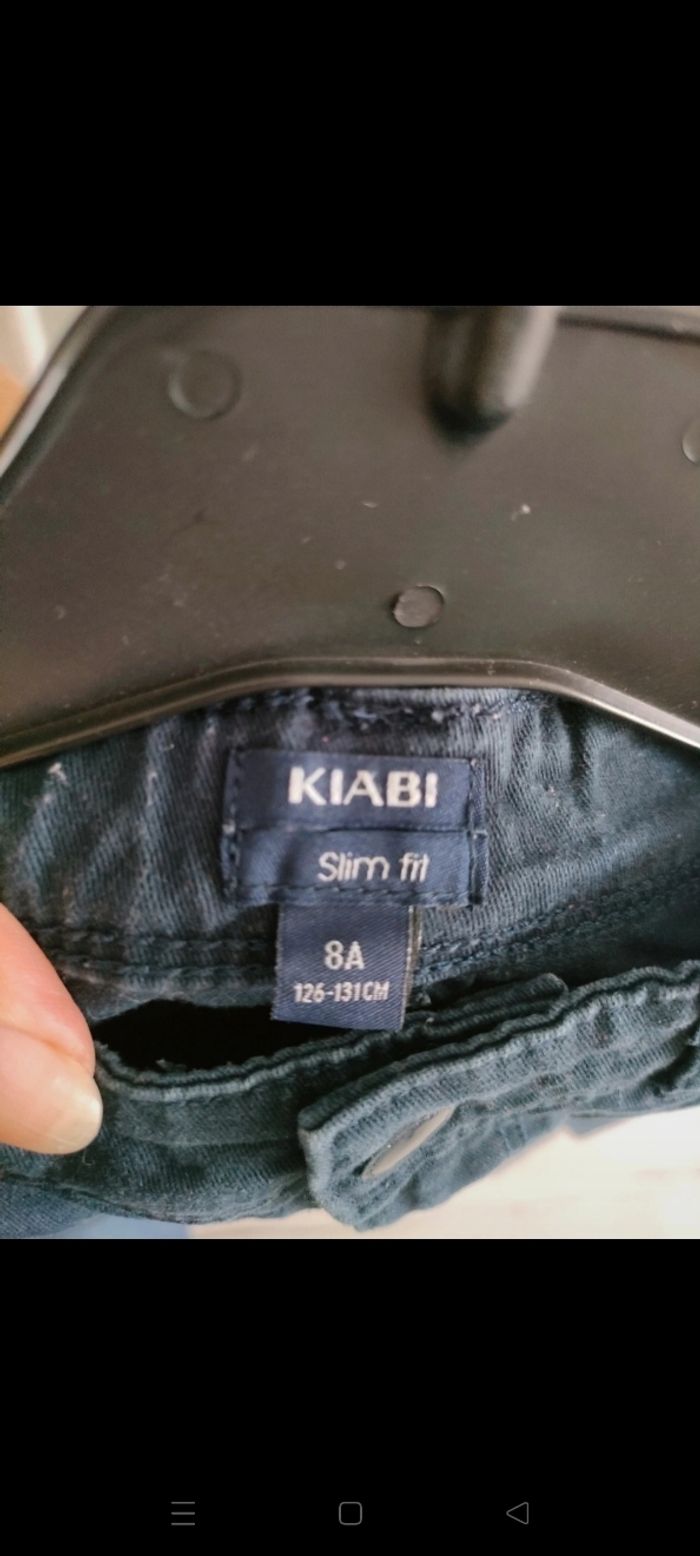 KIABI
Slim fit
8A
126-131CM